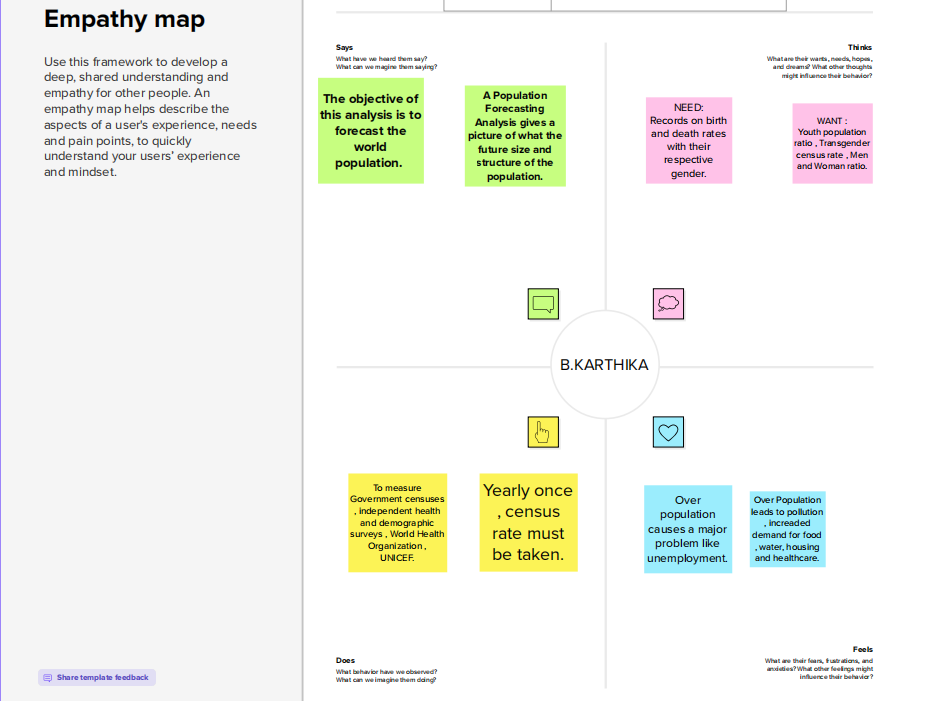 Empathy map
Use this framework to develop a
deep, shared understanding and
empathy for other people. An
empathy map helps describe the
aspects of a user's experience, needs
and pain points, to quickly
understand your users' experience
and mindset.
Share template feedback
Says
What have we heard them say?
What can we imagine them saying?
The objective of
this analysis is to
forecast the
world
population.
A Population
Forecasting
Analysis gives a
picture of what the
future size and
structure of the
population.
Thinks
What are their wants, needs, hopes,
and dreams? What other thoughts
might influence their behavior?
NEED:
Records on birth
and death rates
with their
respective
gender.
WANT :
Youth population
ratio , Transgender
census rate , Men
and Woman ratio.
B.KARTHIKA
To measure
Government censuses
, independent health
and demographic
surveys , World Health
Organization ,
UNICEF.
Yearly once
, census
rate must
be taken.
Does
What behavior have we observed?
What can we imagine them doing?
Over
population
causes a major
problem like
unemployment.
Over Population
leads to pollution
, increaded
demand for food
,water, housing
and healthcare.
Feels
What are their fears, frustrations, and
anxieties? What other feelings might
influence their behavior?